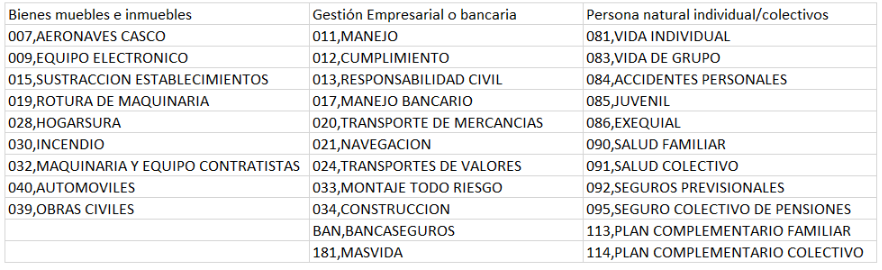 Bienes muebles e inmuebles Gestión Empresarial o bancaria Persona natural individual/colectivos
007,AERONAVES CASCO 011,MANEJO 081,VIDA INDIVIDUAL
009,EQUIPO ELECTRONICO 012,CUMPLIMIENTO 083,VIDA DE GRUPO
015,SUSTRACCION ESTABLECIMIENTOS 013,RESPONSABILIDAD CIVIL 084,ACCIDENTES PERSONALES
019,ROTURA DE MAQUINARIA 017,MANEJO BANCARIO 085,JUVENIL
028,HOGARSURA 020,TRANSPORTE DE MERCANCIAS 086,EXEQUIAL
030,INCENDIO 021,NAVEGACION 090,SALUD FAMILIAR
032,MAQUINARIA Y EQUIPO CONTRATISTAS 024,TRANSPORTES DE VALORES 091,SALUD COLECTIVO
040,AUTOMOVILES 033,MONTAJE TODO RIESGO 092,SEGUROS PREVISIONALES
039,OBRAS CIVILES 034,CONSTRUCCION 095,SEGURO COLECTIVO DE PENSIONES
BAN,BANCASEGUROS 113,PLAN COMPLEMENTARIO FAMILIAR
181,MASVIDA 114,PLAN COMPLEMENTARIO COLECTIVO